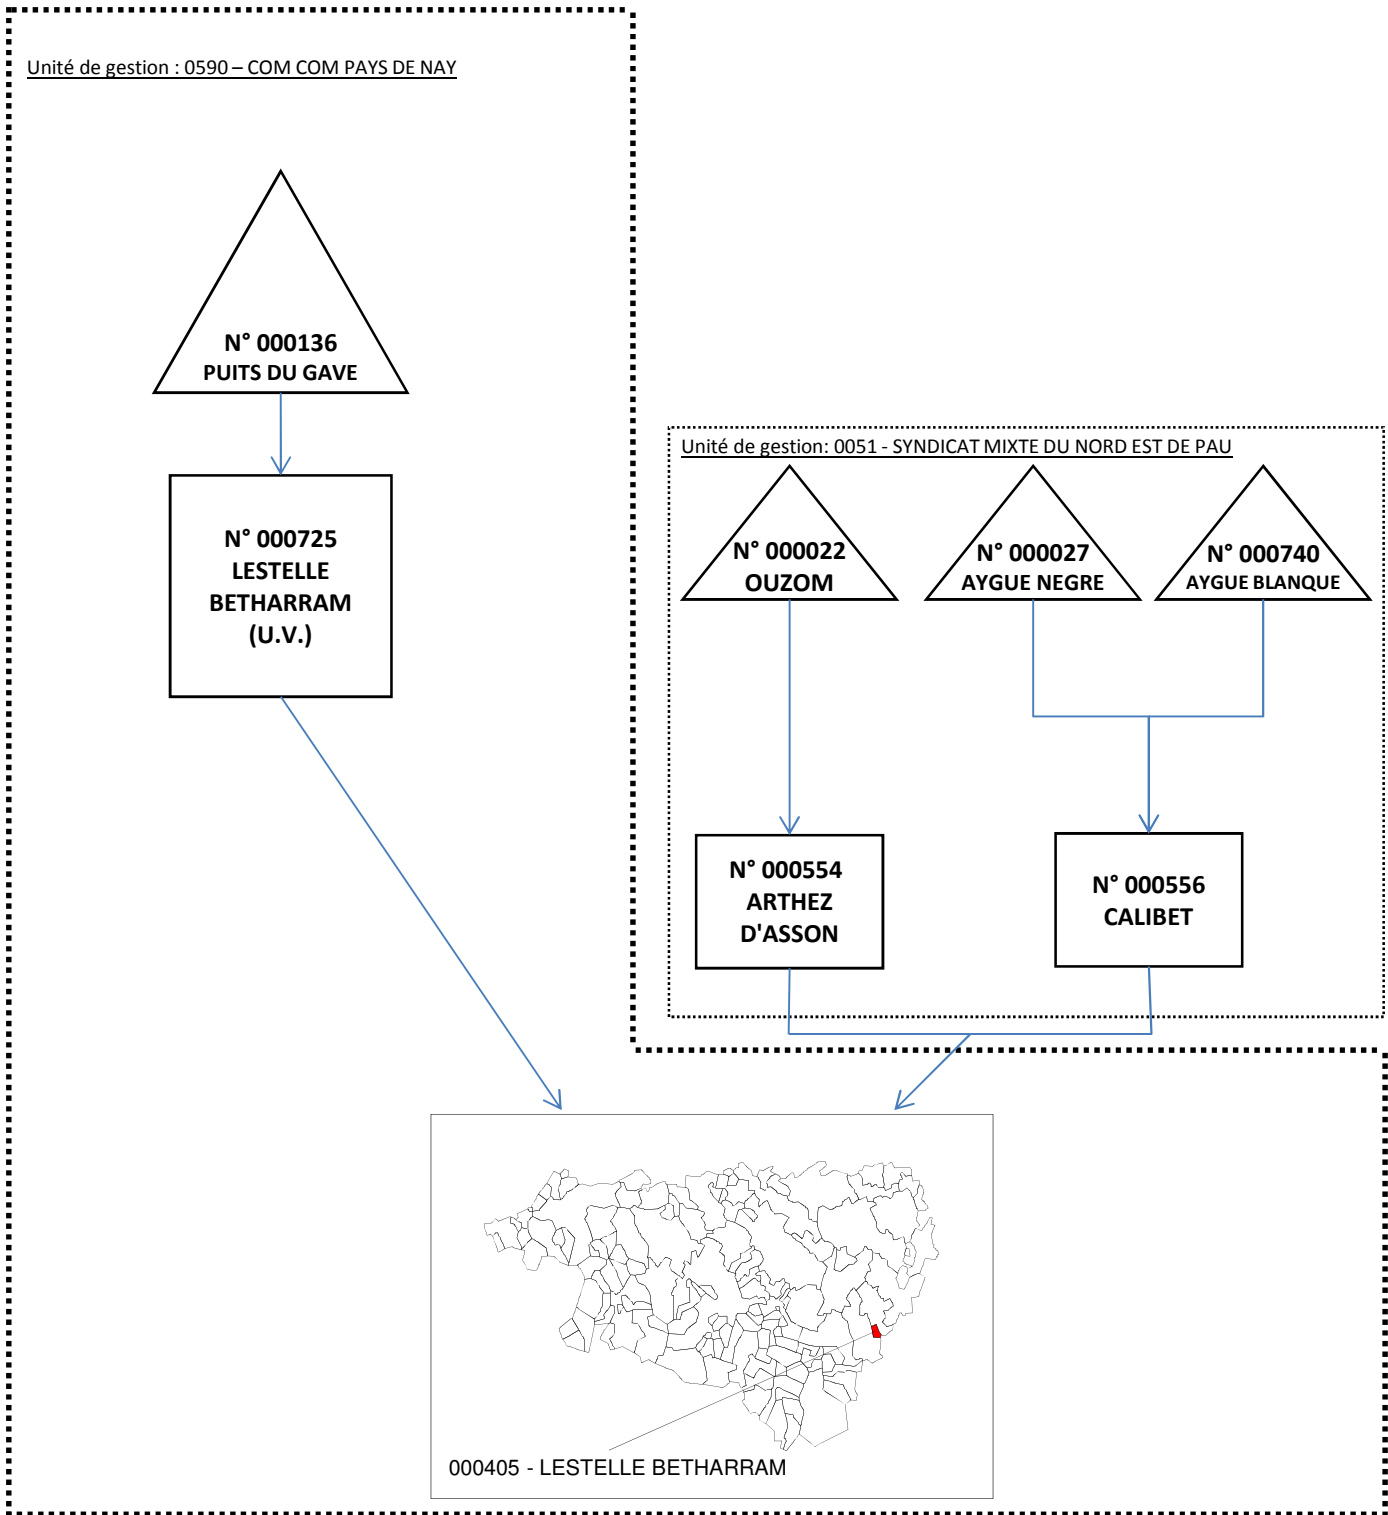 Unité de gestion : 0590 – COM COM PAYS DE NAY
N° 000136
PUITS DU GAVE
N° 000725
LESTELLE
BETHARRAM
(U.V.)
Unité de gestion: 0051 - SYNDICAT MIXTE DU NORD EST DE PAU
N° 000022
OUZOM
N° 000027
AYGUE NEGRE
N° 000740
AYGUE BLANQUE
N° 000554
ARTHEZ
D'ASSON
N° 000556
CALIBET
000405 - LESTELLE BETHARRAM